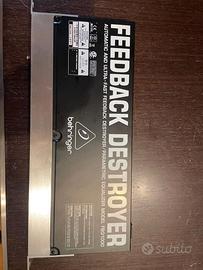 FEEDBACK DESTROYER
AUTOMATIC AND ULTRA-FAST FEEDBACK DESTROYER/PARAMETRIC EQUALIZER MODEL FBQ1000
behringer
subito